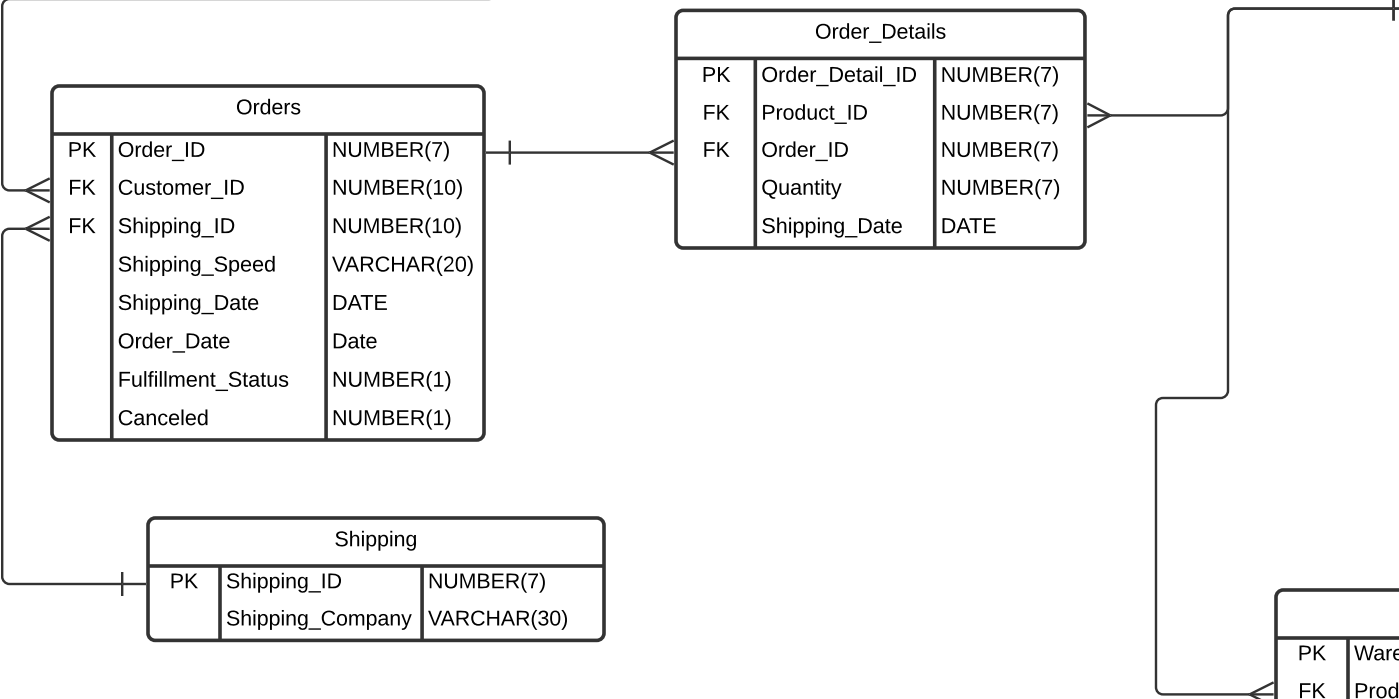 Order_Details
PK Order_Detail_ID NUMBER(7)
FK Product_ID NUMBER(7)
FK Order_ID NUMBER(7)
Quantity NUMBER(7)
Shipping_Date DATE
Orders
PK Order_ID NUMBER(7)
FK Customer_ID NUMBER(10)
FK Shipping_ID NUMBER(10)
Shipping_Speed VARCHAR(20)
Shipping_Date DATE
Order_Date Date
Fulfillment_Status NUMBER(1)
Canceled NUMBER(1)
Shipping
PK Shipping_ID NUMBER(7)
Shipping_Company VARCHAR(30)
PK Ware
FK Prod